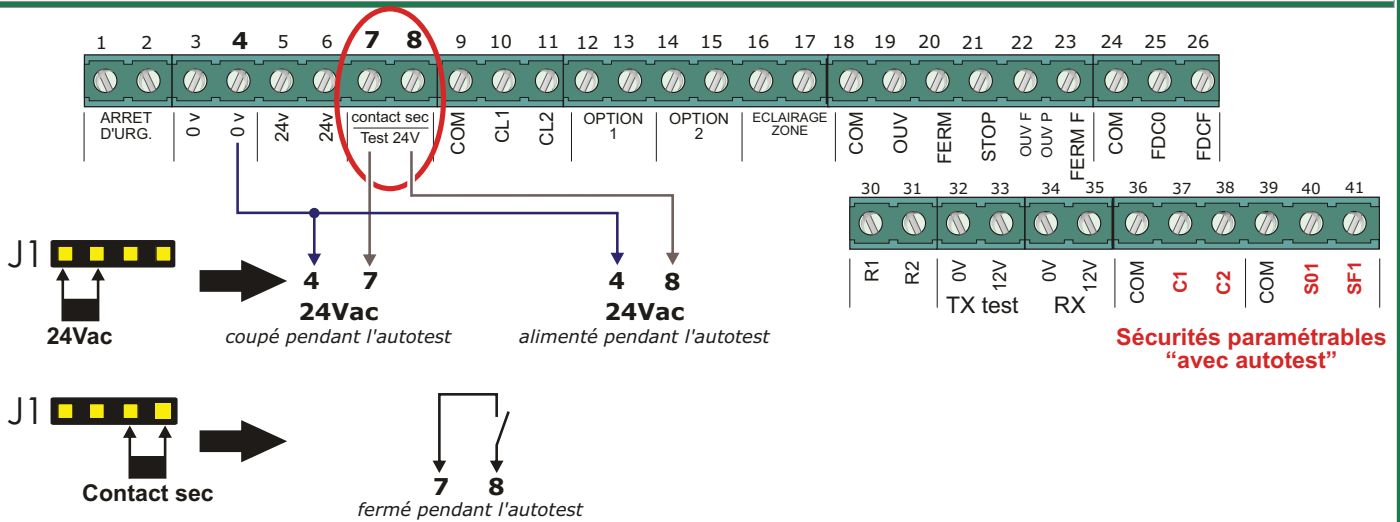 1 2 3 4 5 6 7 8 9 10 11 12 13 14 15 16 17 18 19 20 21 22 23 24 25 26
ARRET D'URG.
0 v
0 v
24v
24v
contact sec
Test 24V
COM
CL1
CL2
OPTION 1
OPTION 2
ECLAIRAGE ZONE
COM
OUV
FERM
STOP
OUV F
OUV P
FERM F
COM
FDC0
FDCF
30 31 32 33 34 35 36 37 38 39 40 41
R1
R2
0V
12V
TX test
0V
12V
RX
COM
C1
C2
COM
S01
SF1
Sécurités paramétrables
“avec autotest”
J1
24Vac
4 7
24Vac
coupé pendant l'autotest
4 8
24Vac
alimenté pendant l'autotest
J1
Contact sec
7 8
fermé pendant l'autotest